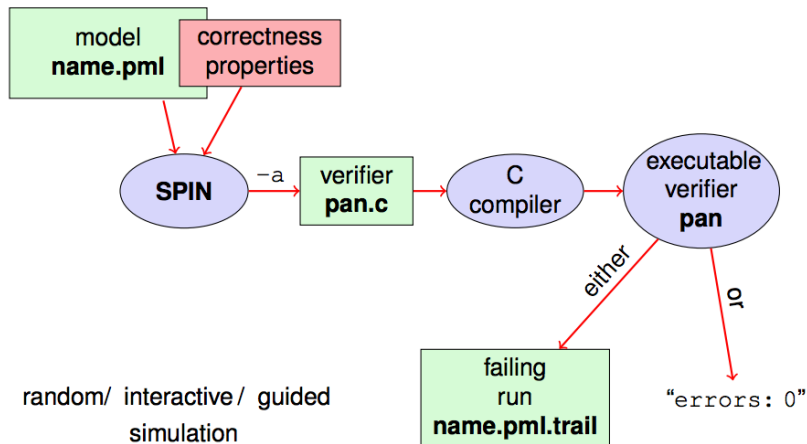 model
name.pml
correctness
properties
SPIN
–a
verifier
pan.c
C
compiler
executable
verifier
pan
either
or
failing
run
name.pml.trail
“errors: 0”
random/ interactive / guided
simulation